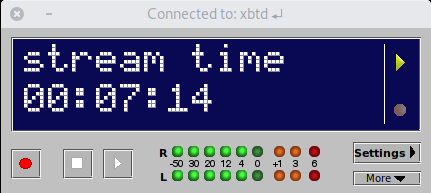 Connected to: xbtd
stream time
00:07:14
R
-50 30 20 12 4 0 +1 3 6
L
Settings
More